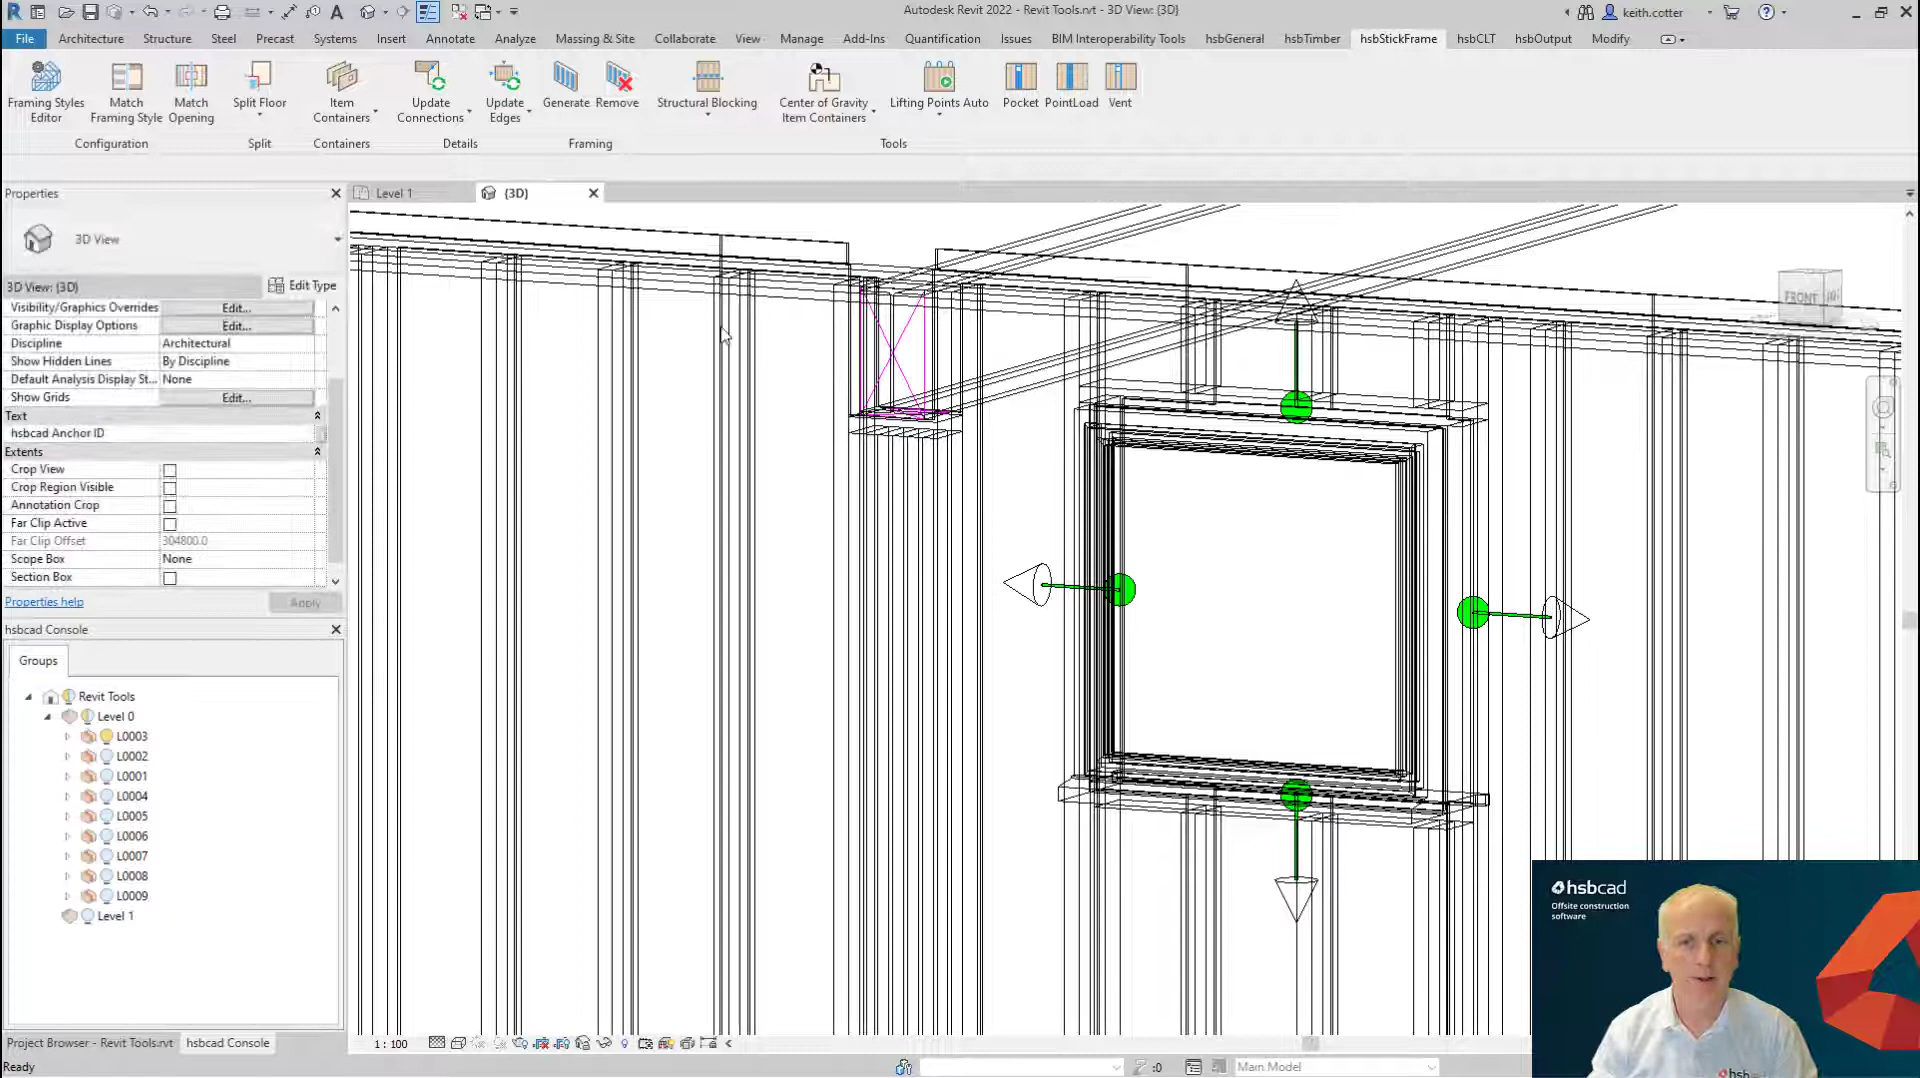 Autodesk Revit 2022 - Revit Tools.rvt - 3D View: {3D}
keith.cotter
File Architecture Structure Steel Precast Systems Insert Annotate Analyze Massing & Site Collaborate View Manage Add-Ins Quantification Issues BIM Interoperability Tools hsbGeneral hsbTimber hsbStickFrame hsbCLT hsbOutput Modify
Framing Styles Editor
Match Framing Style
Match Opening
Split Floor
Item Containers
Update Connections
Update Edges
Generate
Remove
Structural Blocking
Center of Gravity Item Containers
Lifting Points Auto
Pocket
PointLoad
Vent
Configuration Split Containers Details Framing Tools
Properties
Level 1
{3D}
3D View
3D View: {3D}
Edit Type
Visibility/Graphics Overrides Edit...
Graphic Display Options Edit...
Discipline Architectural
Show Hidden Lines By Discipline
Default Analysis Display St... None
Show Grids Edit...
Text
hsbcad Anchor ID
Extents
Crop View
Crop Region Visible
Annotation Crop
Far Clip Active
Far Clip Offset 304800.0
Scope Box None
Section Box
Properties help
Apply
hsbcad Console
Groups
Revit Tools
Level 0
L0003
L0002
L0001
L0004
L0005
L0006
L0007
L0008
L0009
Level 1
FRONT
hsbcad
Offsite construction
software
Project Browser - Revit Tools.rvt hsbcad Console
1 : 100
Ready
:0
Main Model